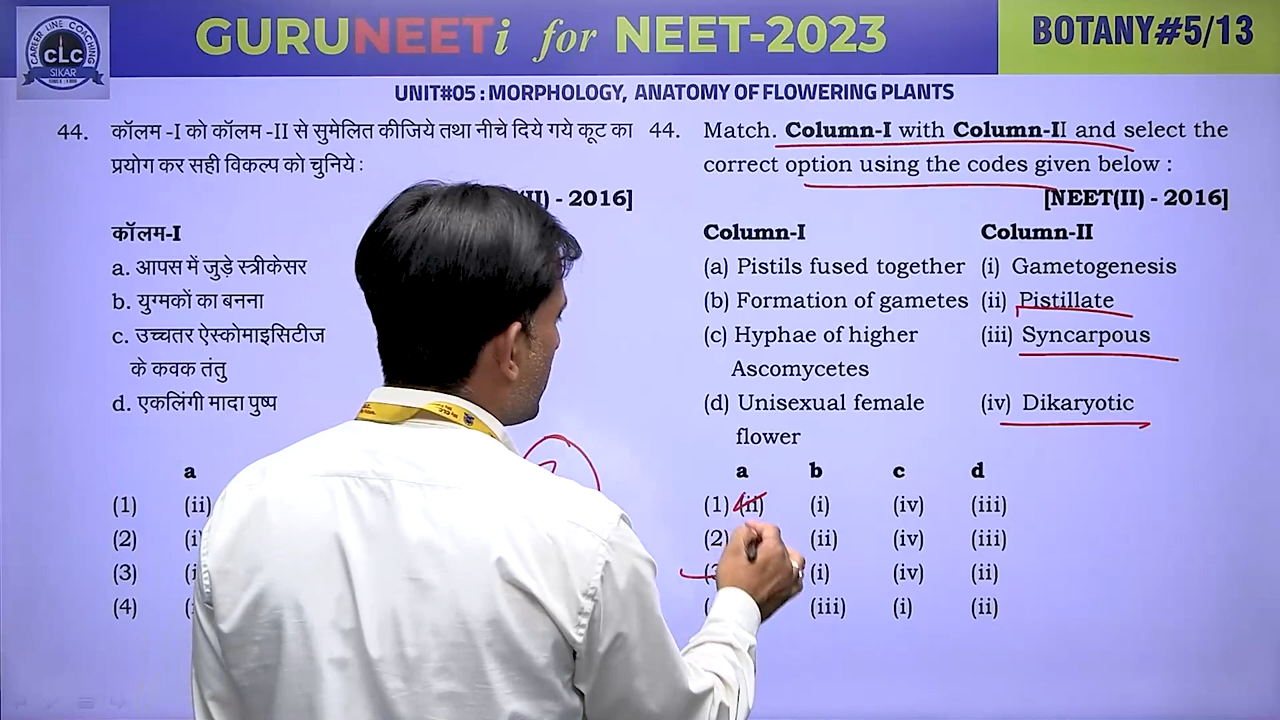 CAREER LINE COACHING
CLC
SIKAR
GURUNEETi for NEET-2023
BOTANY#5/13
UNIT#05 : MORPHOLOGY, ANATOMY OF FLOWERING PLANTS
44. कॉलम -I को कॉलम -II से सुमेलित कीजिये तथा नीचे दिये गये कूट का
प्रयोग कर सही विकल्प को चुनिये :
(II) - 2016]
कॉलम-I
a. आपस में जुड़े स्त्रीकेसर
b. युग्मकों का बनना
c. उच्चतर ऐस्कोमाइसिटीज
के कवक तंतु
d. एकलिंगी मादा पुष्प
a
(1) (ii)
(2) (i)
(3)
(4)
44. Match. Column-I with Column-II and select the
correct option using the codes given below :
[NEET(II) - 2016]
Column-I Column-II
(a) Pistils fused together (i) Gametogenesis
(b) Formation of gametes (ii) Pistillate
(c) Hyphae of higher (iii) Syncarpous
Ascomycetes
(d) Unisexual female (iv) Dikaryotic
flower
a b c d
(1) (ii) (i) (iv) (iii)
(2) (ii) (iv) (iii)
(i) (iv) (ii)
(iii) (i) (ii)